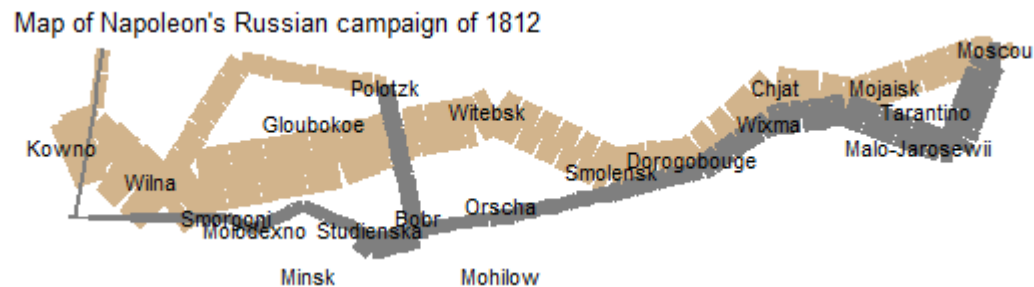 Map of Napoleon's Russian campaign of 1812
Moscou
Polotzk
Chjat
Mojaisk
Witebsk
Tarantino
Gloubokoe
Wixma
Kowno
Malo-Jarosewii
Dorogobouge
Smolensk
Wilna
Orscha
Smorgoni
Bobr
Molodexno
Studienska
Minsk
Mohilow